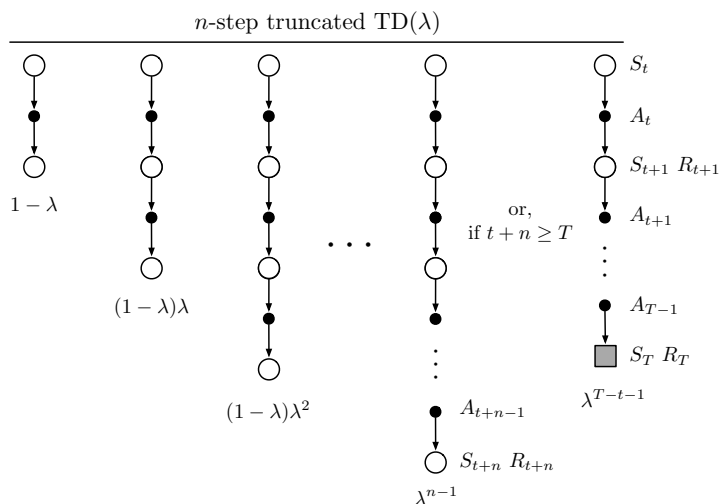 n-step truncated TD(λ)
S_t
A_t
S_{t+1} R_{t+1}
1 − λ
A_{t+1}
or,
if t + n ≥ T
. . .
(1 − λ)λ
A_{T−1}
S_T R_T
(1 − λ)λ^2
λ^{T−t−1}
A_{t+n−1}
S_{t+n} R_{t+n}
λ^{n−1}